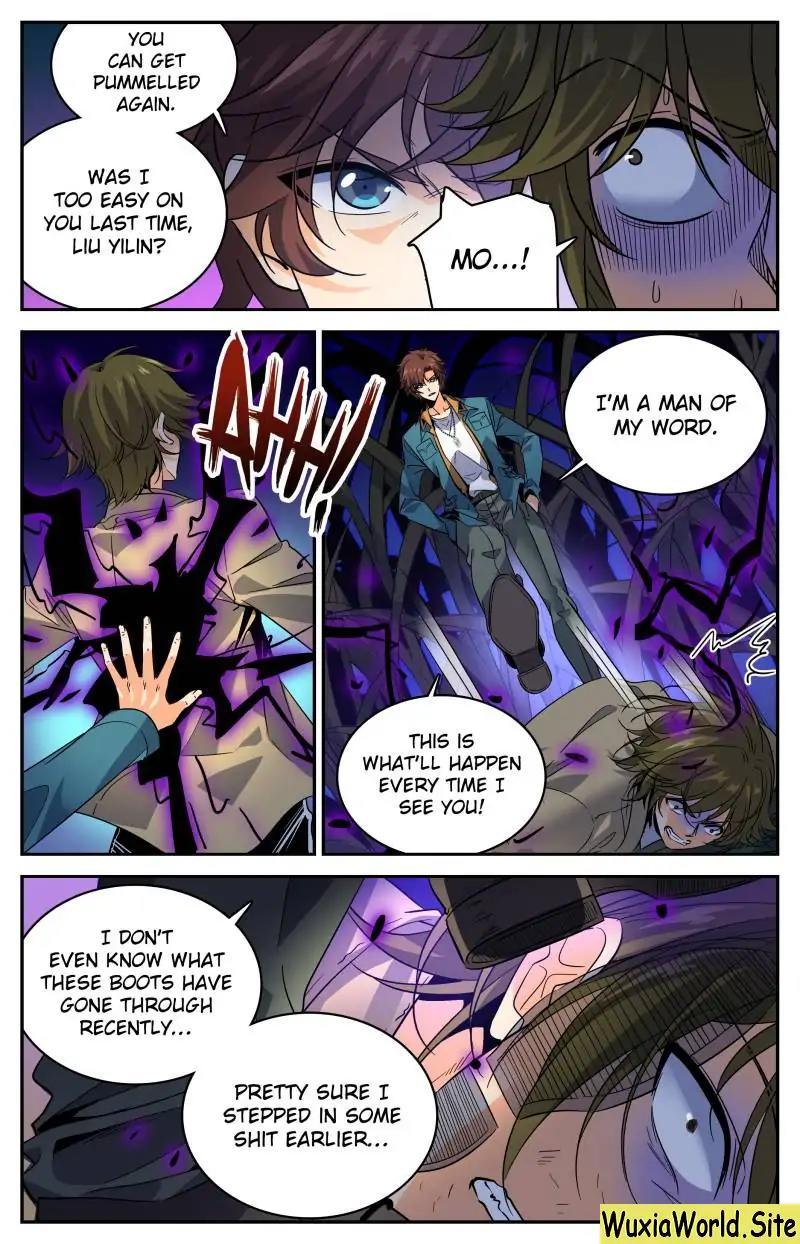 YOU
CAN GET
PUMMELLED
AGAIN.
WAS I
TOO EASY ON
YOU LAST TIME,
LIU YILIN?
MO...!
AHH!
I'M A MAN OF
MY WORD.
THIS IS
WHAT'LL HAPPEN
EVERY TIME I
SEE YOU!
I DON'T
EVEN KNOW WHAT
THESE BOOTS HAVE
GONE THROUGH
RECENTLY...
PRETTY SURE I
STEPPED IN SOME
SHIT EARLIER...
WuxiaWorld.Site